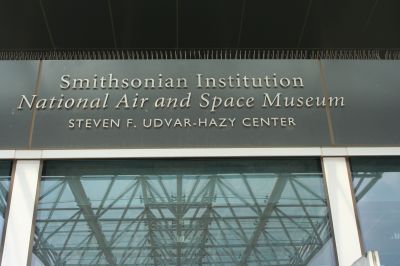 Smithsonian Institution
National Air and Space Museum
STEVEN F. UDVAR-HAZY CENTER